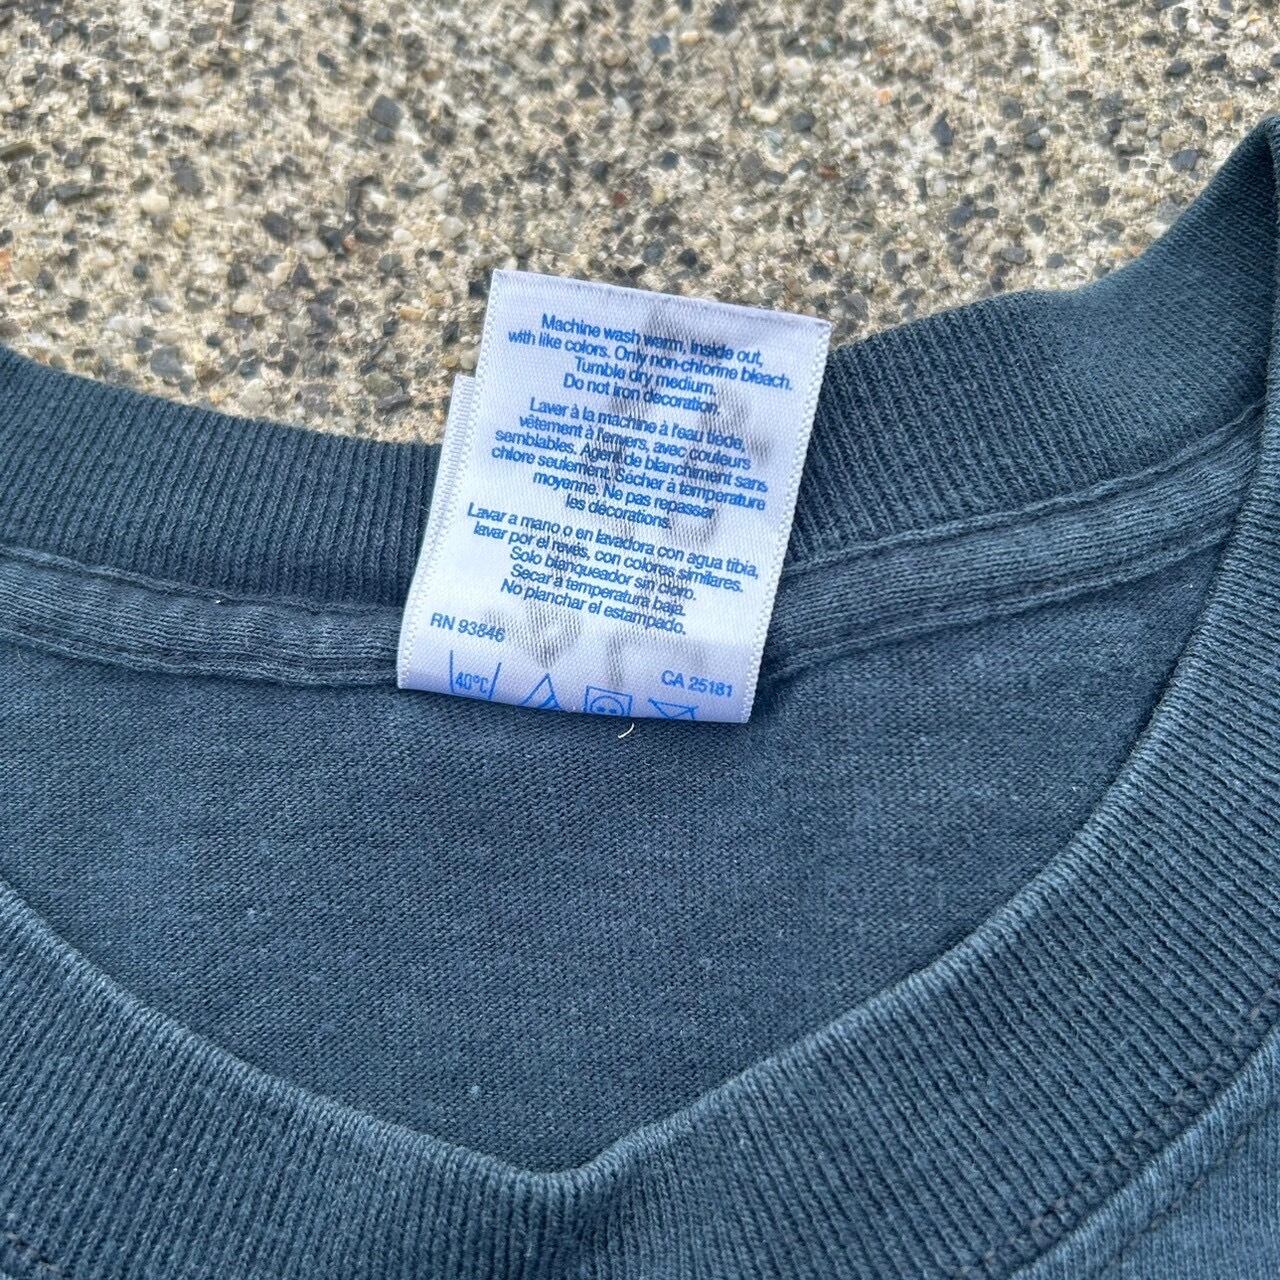 Machine wash warm, inside out,
with like colors. Only non-chlorine bleach.
Tumble dry medium.
Do not iron decoration.
Laver à la machine à l'eau tiède,
vêtement à l'envers, avec couleurs
semblables. Agent de blanchiment sans
chlore seulement. Sécher à température
moyenne. Ne pas repasser
les décorations.
Lavar a mano o en lavadora con agua tibia,
lavar por el revés, con colores similares.
Solo blanqueador sin cloro.
Secar a temperatura baja.
No planchar el estampado.
RN 93846
CA 25181
40°C